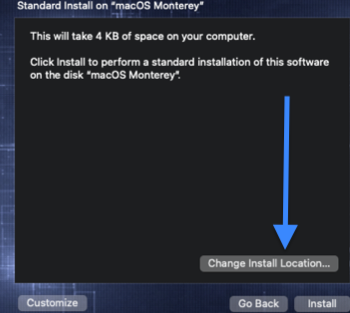 Standard Install on "macOS Monterey"
This will take 4 KB of space on your computer.
Click Install to perform a standard installation of this software
on the disk "macOS Monterey".
Change Install Location...
Customize
Go Back
Install